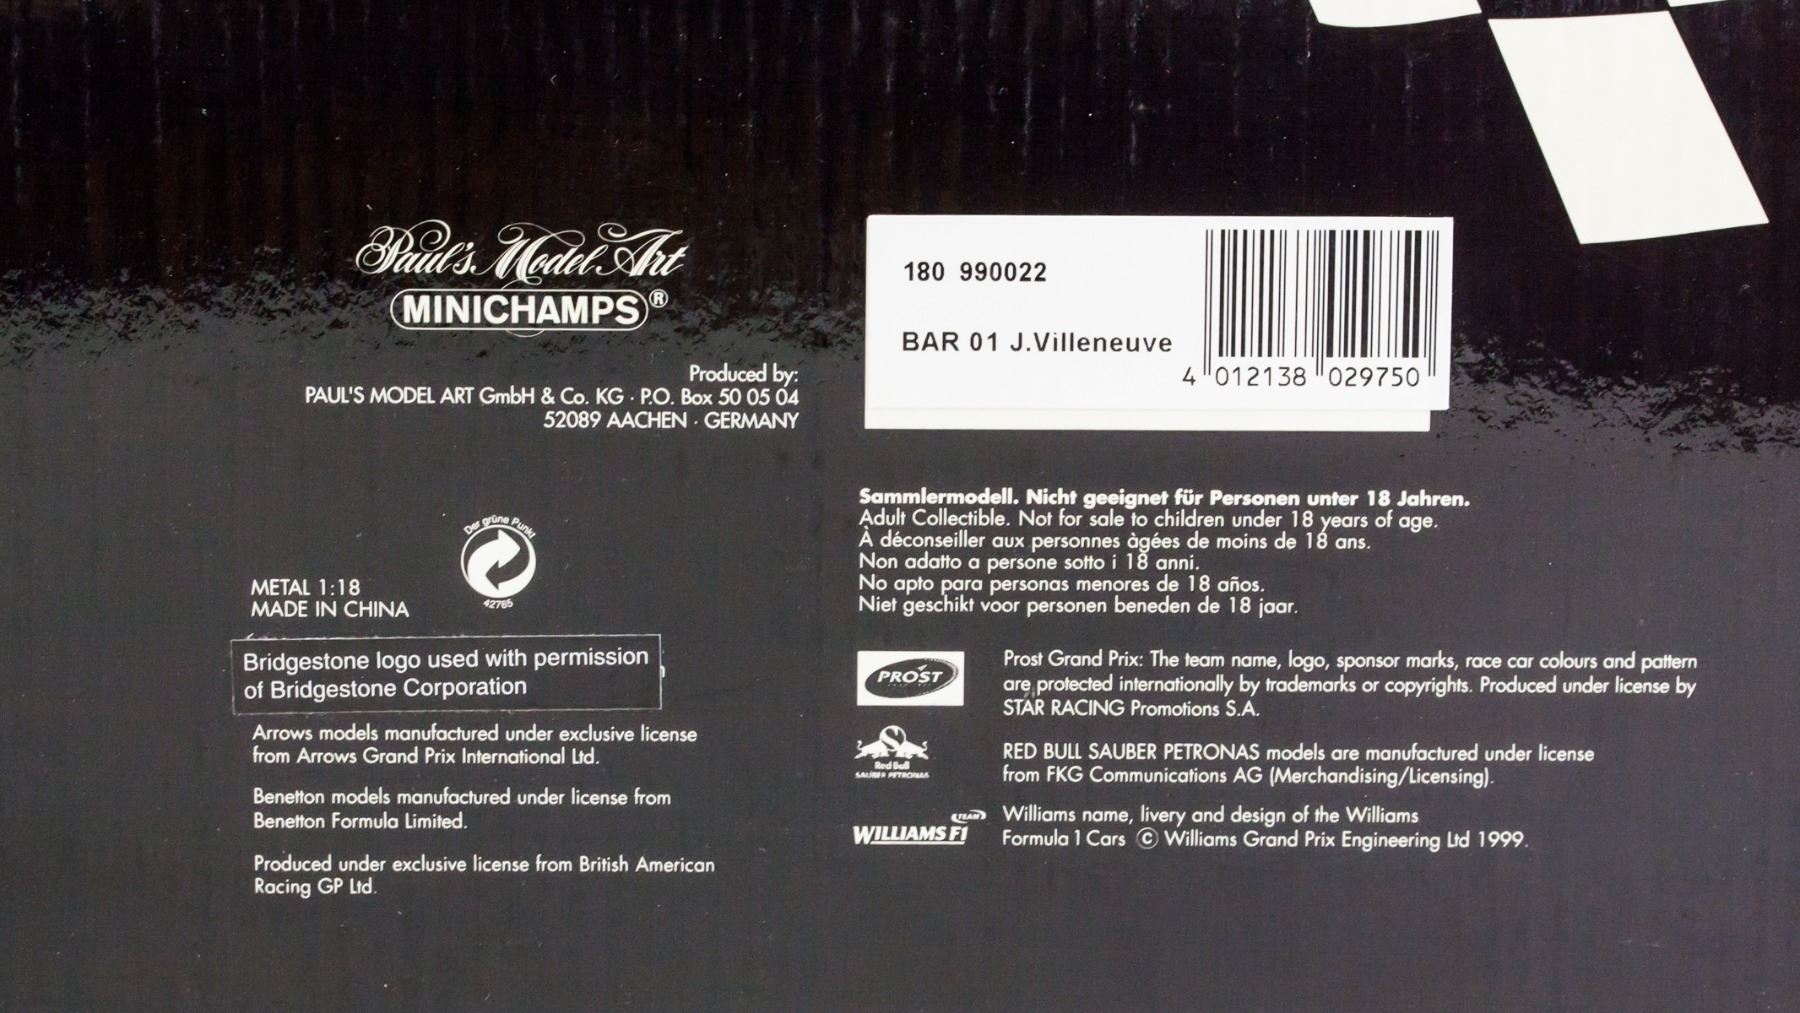 Paul's Model Art
MINICHAMPS®
Produced by:
PAUL'S MODEL ART GmbH & Co. KG · P.O. Box 50 05 04
52089 AACHEN · GERMANY
180 990022
BAR 01 J.Villeneuve
4 012138 029750
Der grüne Punkt
42765
METAL 1:18
MADE IN CHINA
Bridgestone logo used with permission
of Bridgestone Corporation
Arrows models manufactured under exclusive license
from Arrows Grand Prix International Ltd.
Benetton models manufactured under license from
Benetton Formula Limited.
Produced under exclusive license from British American
Racing GP Ltd.
Sammlermodell. Nicht geeignet für Personen unter 18 Jahren.
Adult Collectible. Not for sale to children under 18 years of age.
À déconseiller aux personnes àgées de moins de 18 ans.
Non adatto a persone sotto i 18 anni.
No apto para personas menores de 18 años.
Niet geschikt voor personen beneden de 18 jaar.
PROST
Prost Grand Prix: The team name, logo, sponsor marks, race car colours and pattern
are protected internationally by trademarks or copyrights. Produced under license by
STAR RACING Promotions S.A.
Red Bull
SAUBER PETRONAS
RED BULL SAUBER PETRONAS models are manufactured under license
from FKG Communications AG (Merchandising/Licensing).
TEAM
WILLIAMS F1
Williams name, livery and design of the Williams
Formula 1 Cars © Williams Grand Prix Engineering Ltd 1999.